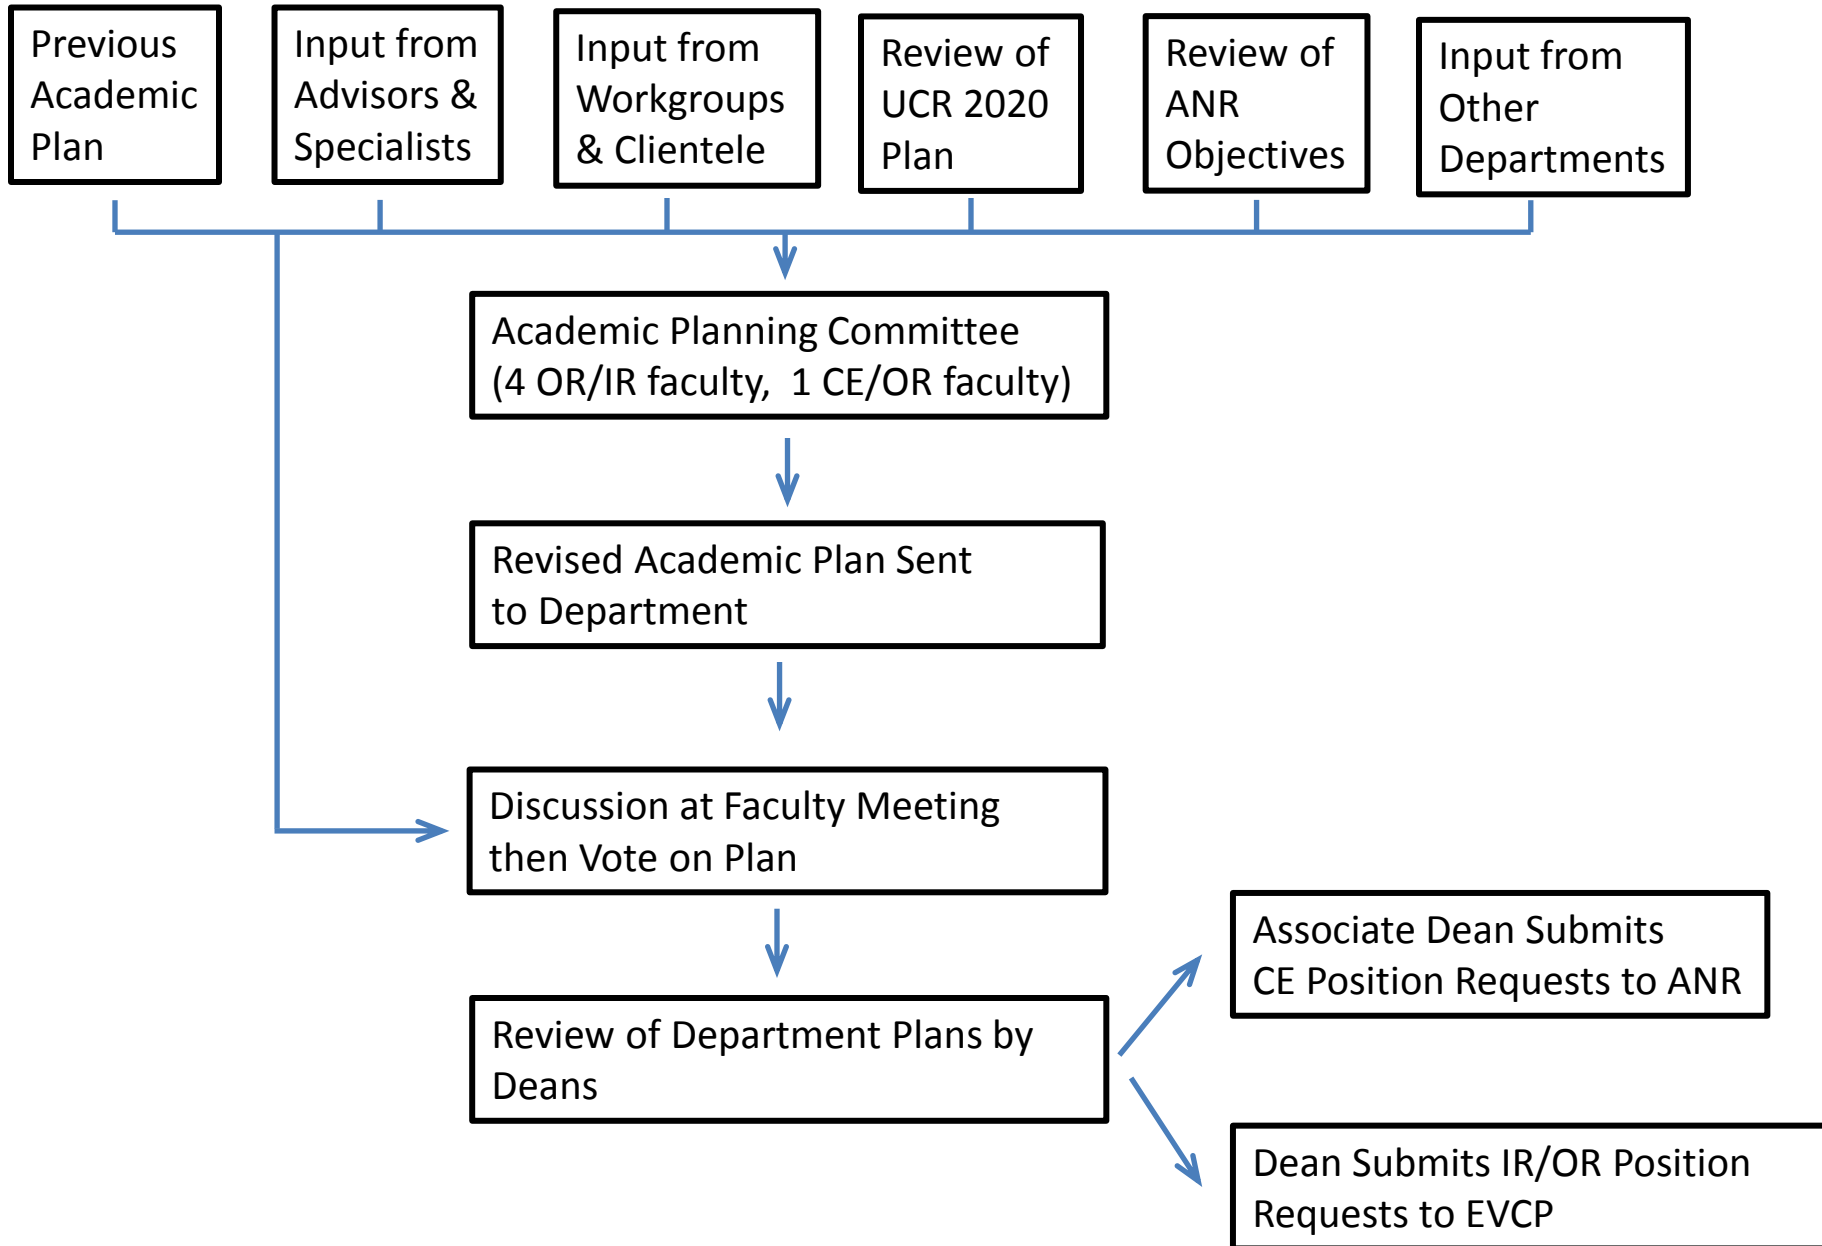 Previous
Academic
Plan
Input from
Advisors &
Specialists
Input from
Workgroups
& Clientele
Review of
UCR 2020
Plan
Review of
ANR
Objectives
Input from
Other
Departments
Academic Planning Committee
(4 OR/IR faculty,  1 CE/OR faculty)
Revised Academic Plan Sent
to Department
Discussion at Faculty Meeting
then Vote on Plan
Review of Department Plans by
Deans
Associate Dean Submits
CE Position Requests to ANR
Dean Submits IR/OR Position
Requests to EVCP